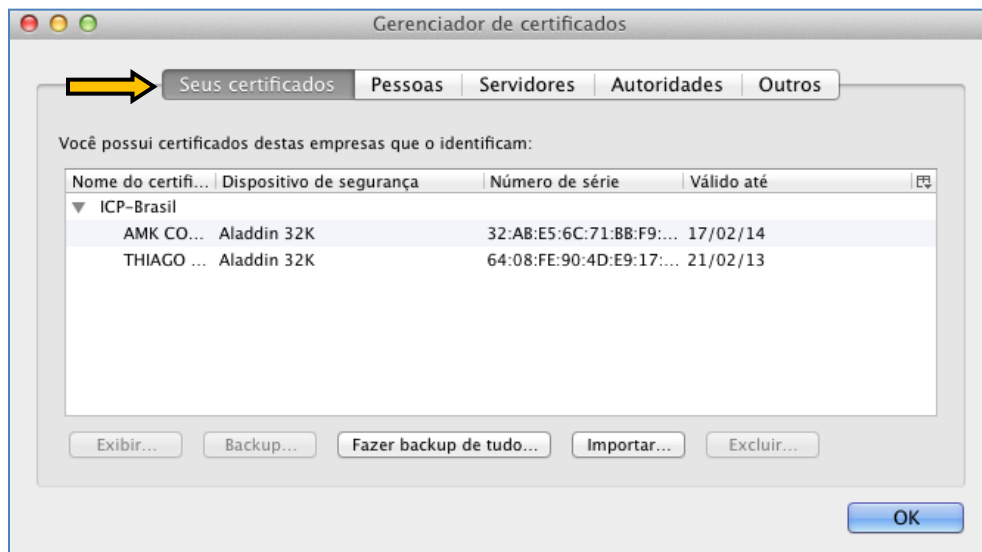 Gerenciador de certificados
Seus certificados Pessoas Servidores Autoridades Outros
Você possui certificados destas empresas que o identificam:
Nome do certifi... Dispositivo de segurança Número de série Válido até
ICP-Brasil
AMK CO... Aladdin 32K 32:AB:E5:6C:71:BB:F9:... 17/02/14
THIAGO ... Aladdin 32K 64:08:FE:90:4D:E9:17:... 21/02/13
Exibir... Backup... Fazer backup de tudo... Importar... Excluir...
OK